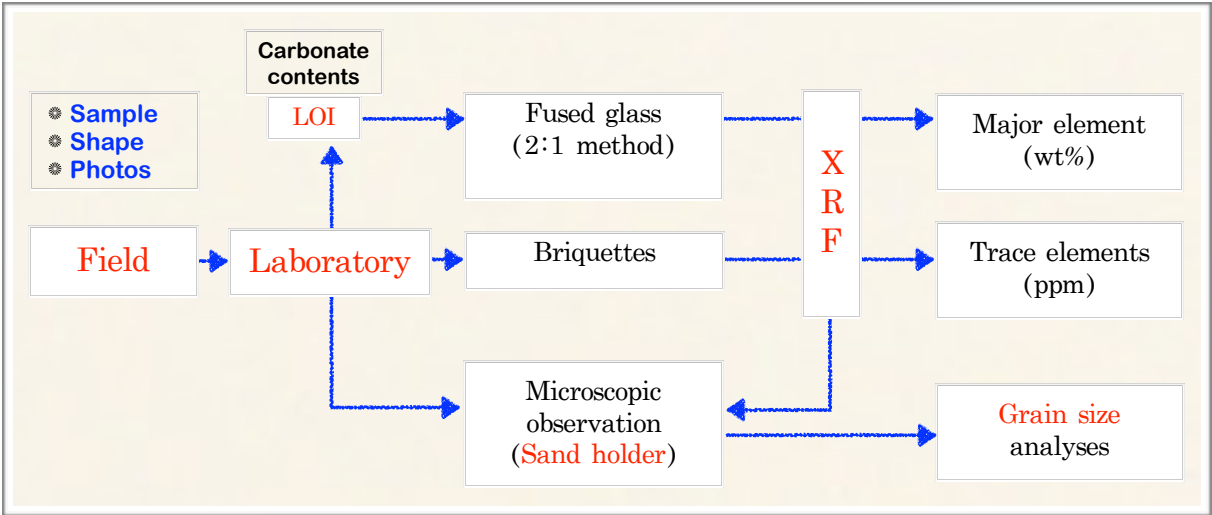 Carbonate
contents
Sample
Shape
Photos
LOI
Fused glass
(2:1 method)
X
R
F
Major element
(wt%)
Field
Laboratory
Briquettes
Trace elements
(ppm)
Microscopic
observation
(Sand holder)
Grain size
analyses